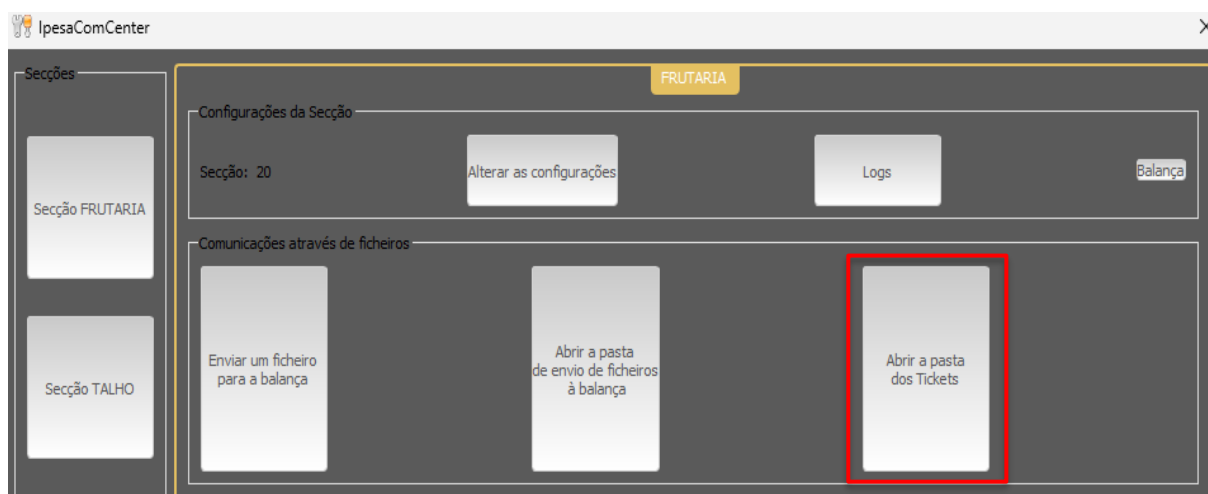 IpesaComCenter
Secções
FRUTARIA
Configurações da Secção
Secção: 20
Alterar as configurações
Logs
Balança
Secção FRUTARIA
Comunicações através de ficheiros
Enviar um ficheiro
para a balança
Abrir a pasta
de envio de ficheiros
à balança
Abrir a pasta
dos Tickets
Secção TALHO